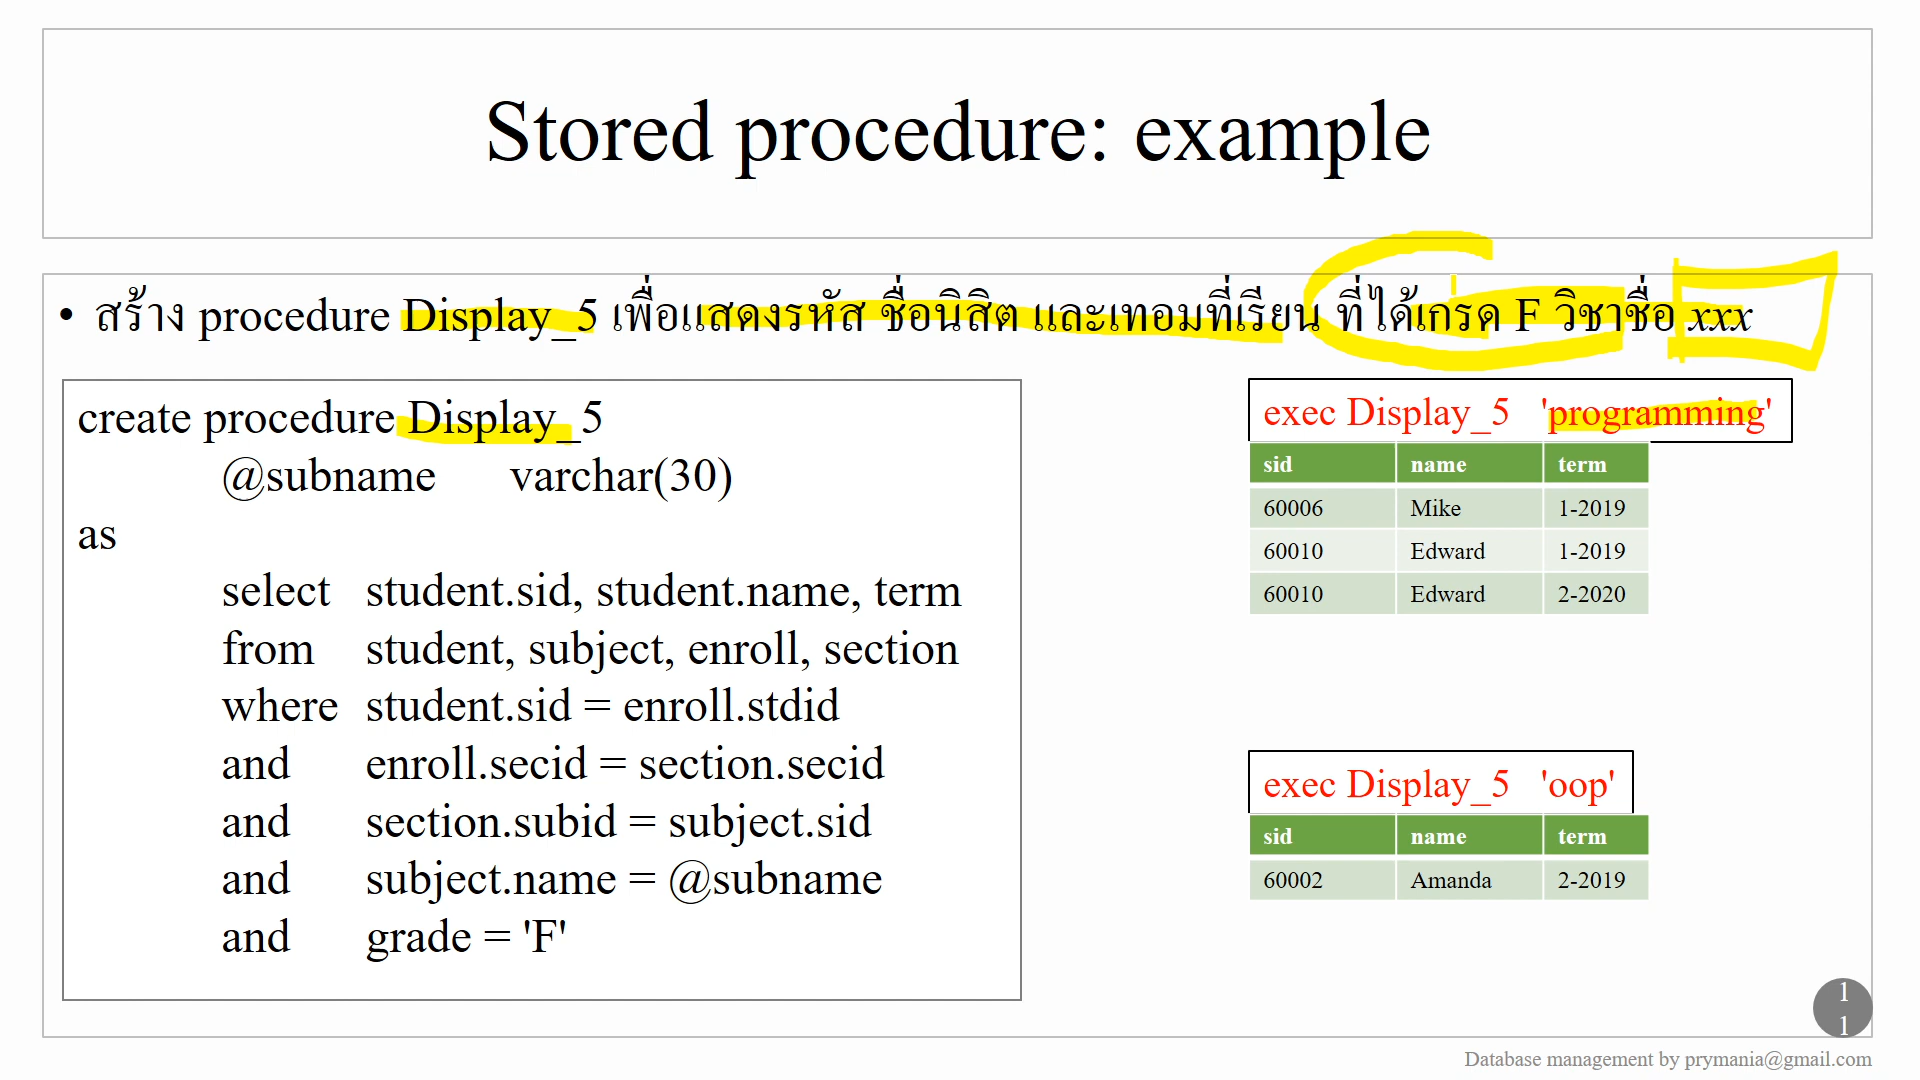 Stored procedure: example
• สร้าง procedure Display_5 เพื่อแสดงรหัส ชื่อนิสิต และเทอมที่เรียน ที่ได้เกรด F วิชาชื่อ xxx
create procedure Display_5
@subname varchar(30)
as
select student.sid, student.name, term
from student, subject, enroll, section
where student.sid = enroll.stdid
and enroll.secid = section.secid
and section.subid = subject.sid
and subject.name = @subname
and grade = 'F'
exec Display_5 'programming'
sid name term
60006 Mike 1-2019
60010 Edward 1-2019
60010 Edward 2-2020
exec Display_5 'oop'
sid name term
60002 Amanda 2-2019
1
1
Database management by prymania@gmail.com